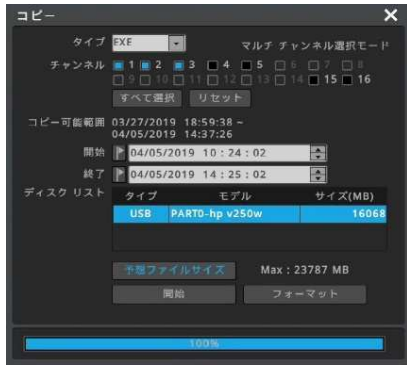 コピー ×
タイプ EXE マルチ チャンネル選択モード
チャンネル 1 2 3 4 5 6 7 8
9 10 11 12 13 14 15 16
すべて選択 リセット
コピー可能範囲 03/27/2019 18:59:38 ~
04/05/2019 14:37:26
開始 04/05/2019 10:24:02
終了 04/05/2019 14:25:02
ディスク リスト タイプ モデル サイズ(MB)
USB PART0-hp v250w 16068
予想ファイルサイズ Max : 23787 MB
開始 フォーマット
100%